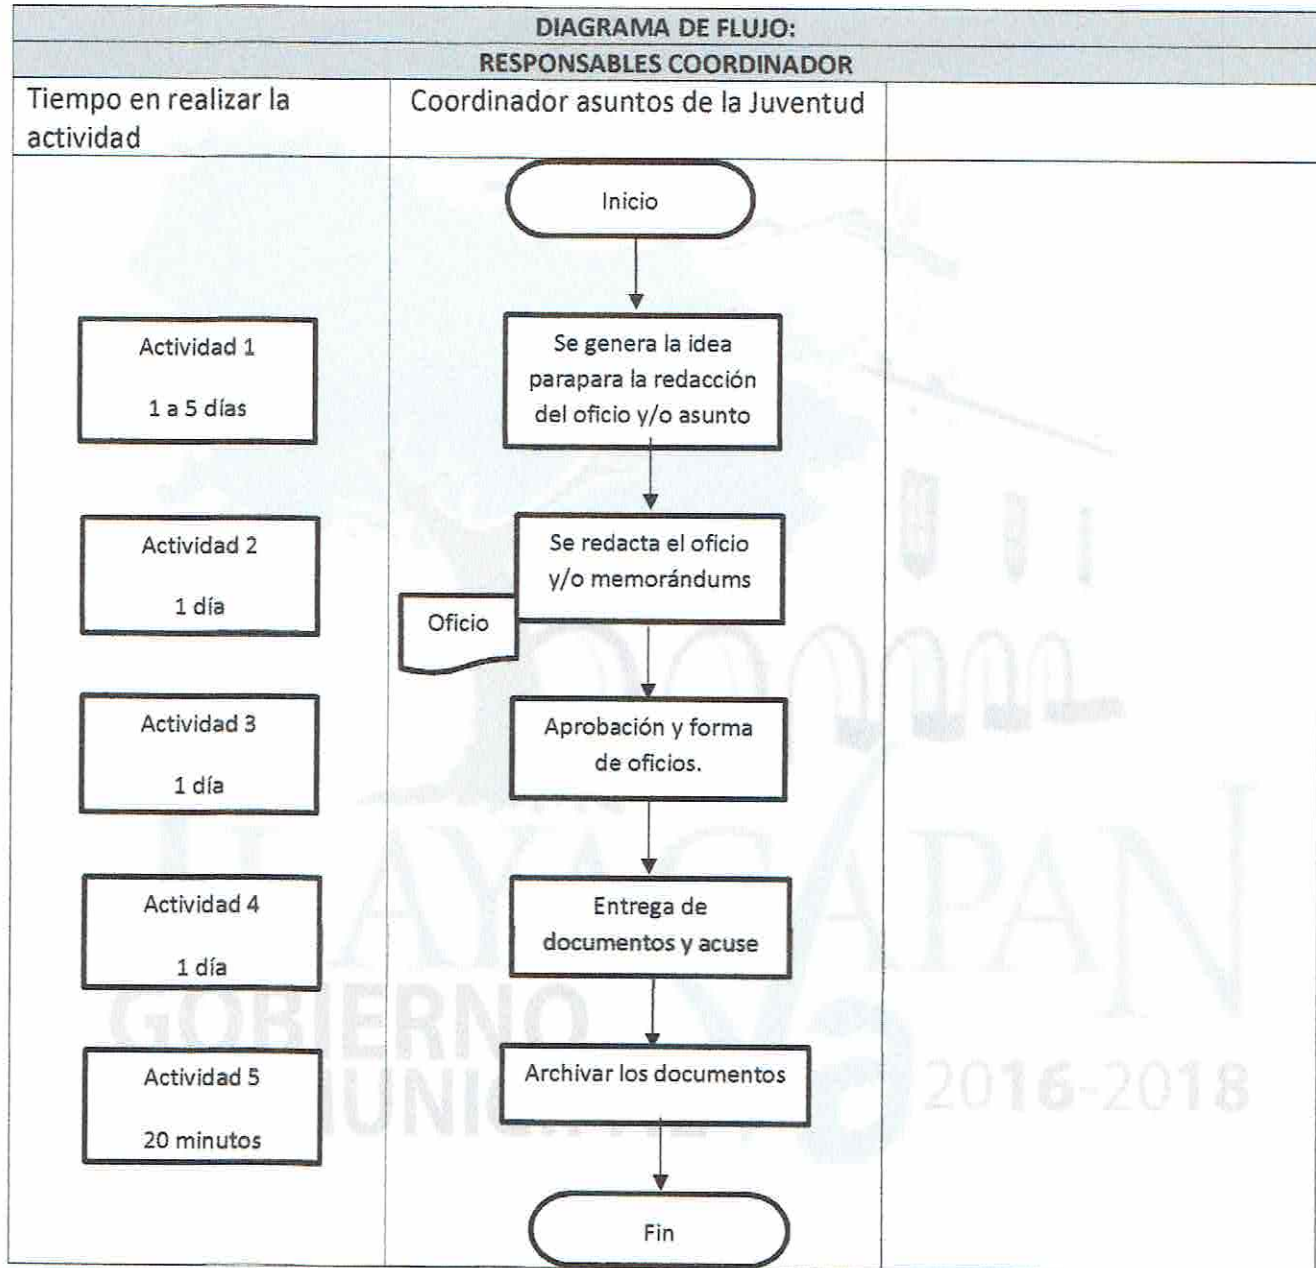 DIAGRAMA DE FLUJO:
RESPONSABLES COORDINADOR
Tiempo en realizar la
actividad
Coordinador asuntos de la Juventud
Inicio
Actividad 1
1 a 5 días
Se genera la idea
parapara la redacción
del oficio y/o asunto
Actividad 2
1 día
Se redacta el oficio
y/o memorándums
Oficio
Actividad 3
1 día
Aprobación y forma
de oficios.
Actividad 4
1 día
Entrega de
documentos y acuse
Actividad 5
20 minutos
Archivar los documentos
Fin
TLAYACAPAN
GOBIERNO
MUNICIPAL
2016-2018